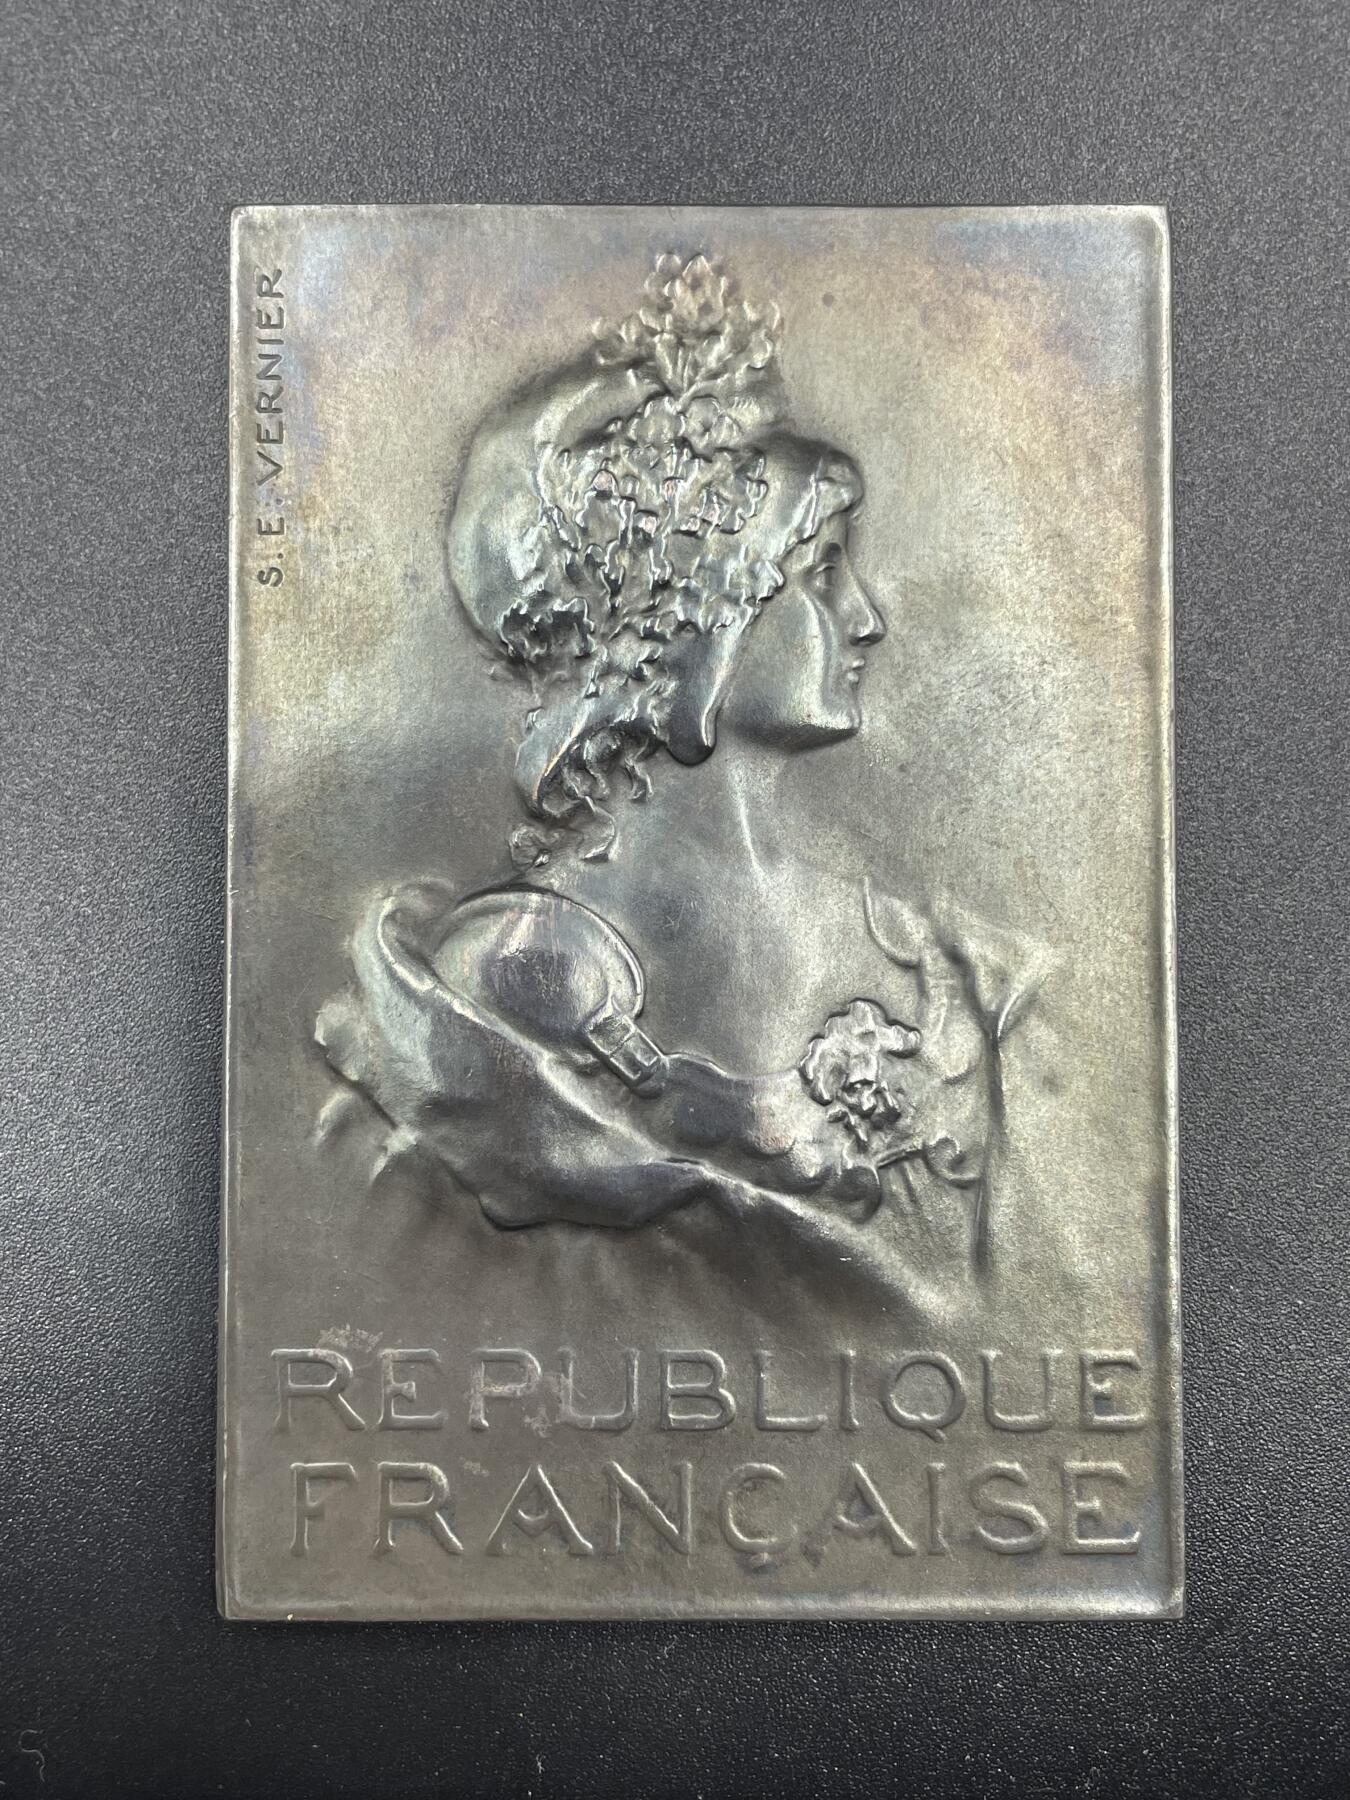 S. E. VERNIER
REPUBLIQUE
FRANÇAISE